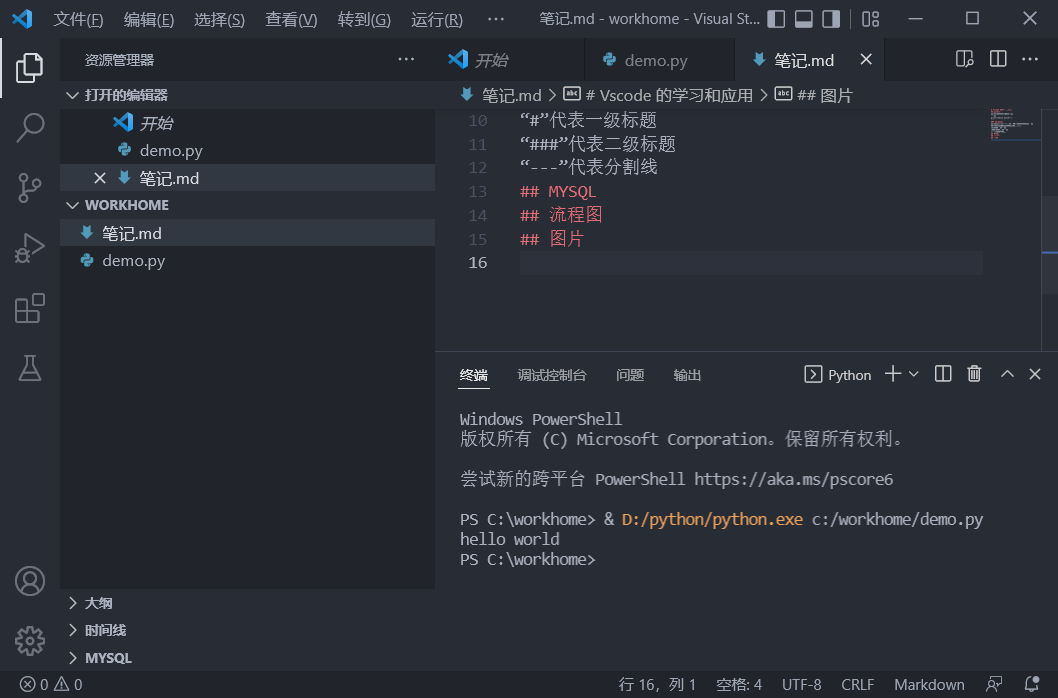 文件(F) 编辑(E) 选择(S) 查看(V) 转到(G) 运行(R) ··· 笔记.md - workhome - Visual St...
资源管理器 ···
打开的编辑器
开始
demo.py
笔记.md
WORKHOME
笔记.md
demo.py
大纲
时间线
MYSQL
开始 demo.py 笔记.md ···
笔记.md > # Vscode 的学习和应用 > ## 图片
10 “#”代表一级标题
11 “###”代表二级标题
12 “---”代表分割线
13 ## MYSQL
14 ## 流程图
15 ## 图片
16
终端 调试控制台 问题 输出 Python
Windows PowerShell
版权所有 (C) Microsoft Corporation。保留所有权利。
尝试新的跨平台 PowerShell https://aka.ms/pscore6
PS C:\workhome> & D:/python/python.exe c:/workhome/demo.py
hello world
PS C:\workhome>
0 0 行 16，列 1 空格: 4 UTF-8 CRLF Markdown